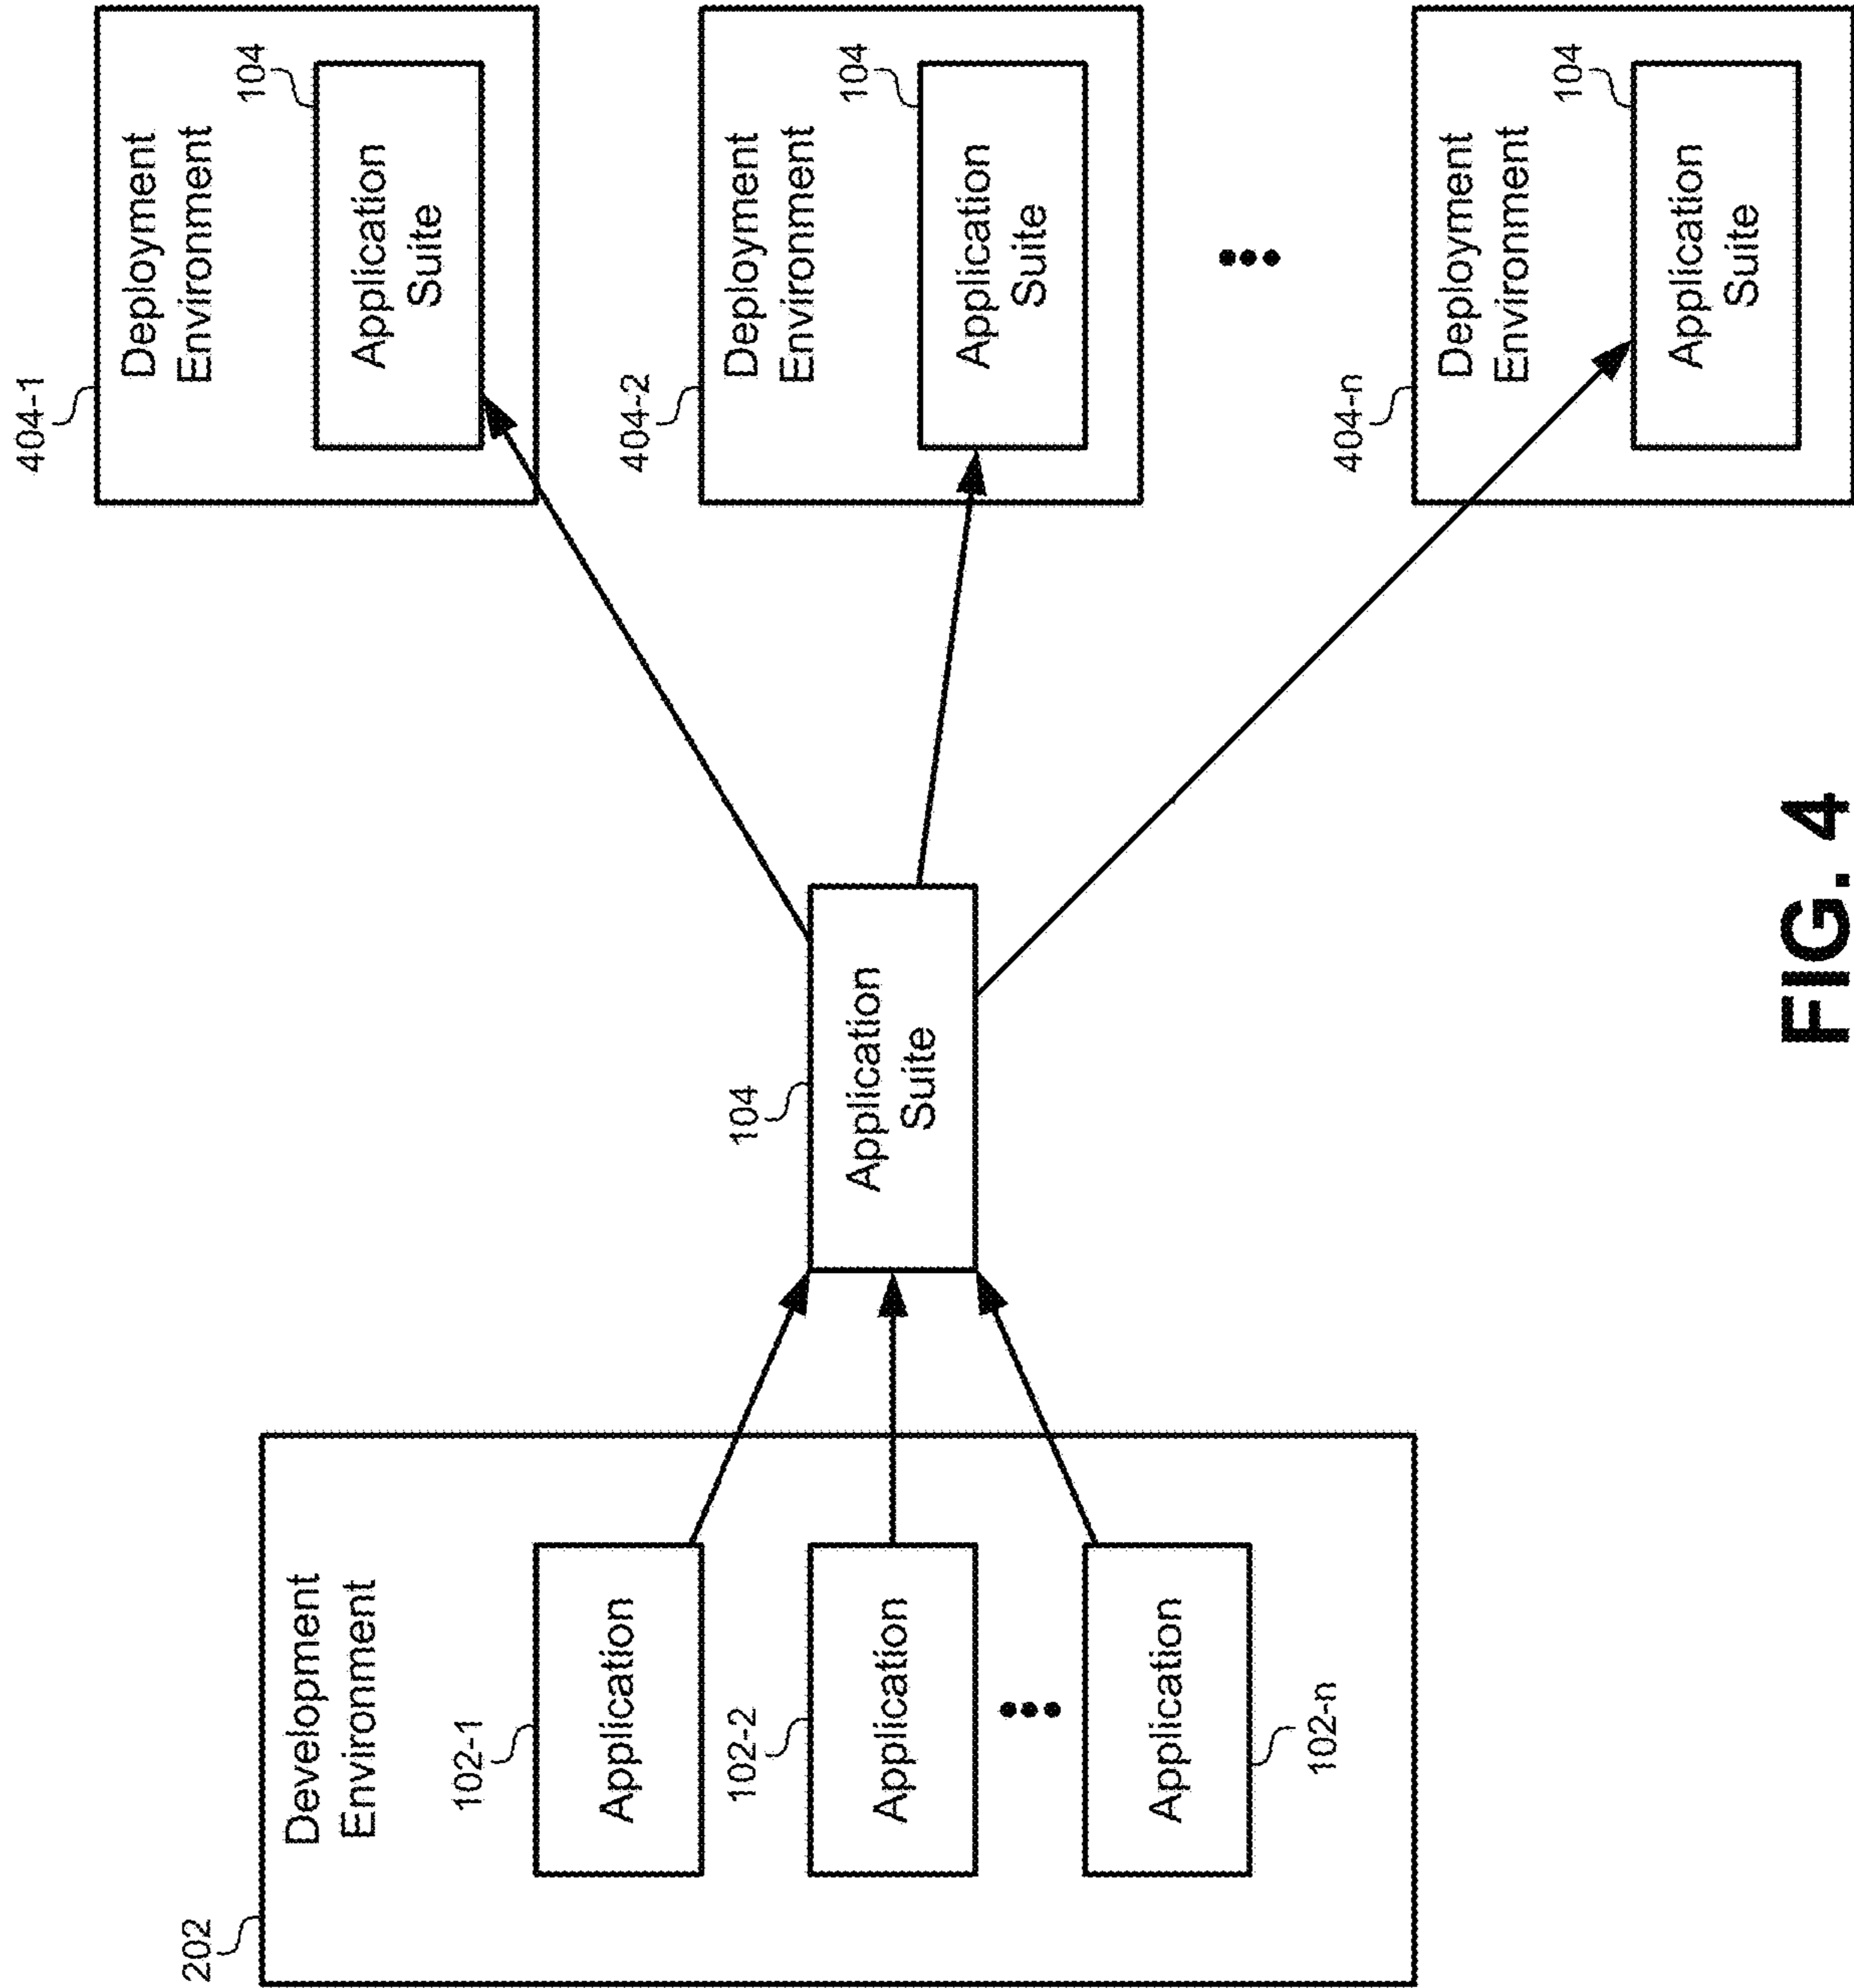 202
Development
Environment
102-1
Application
102-2
Application
Application
102-n
104
Application
Suite
404-1
Deployment
Environment
104
Application
Suite
404-2
Deployment
Environment
104
Application
Suite
404-n
Deployment
Environment
104
Application
Suite
FIG. 4